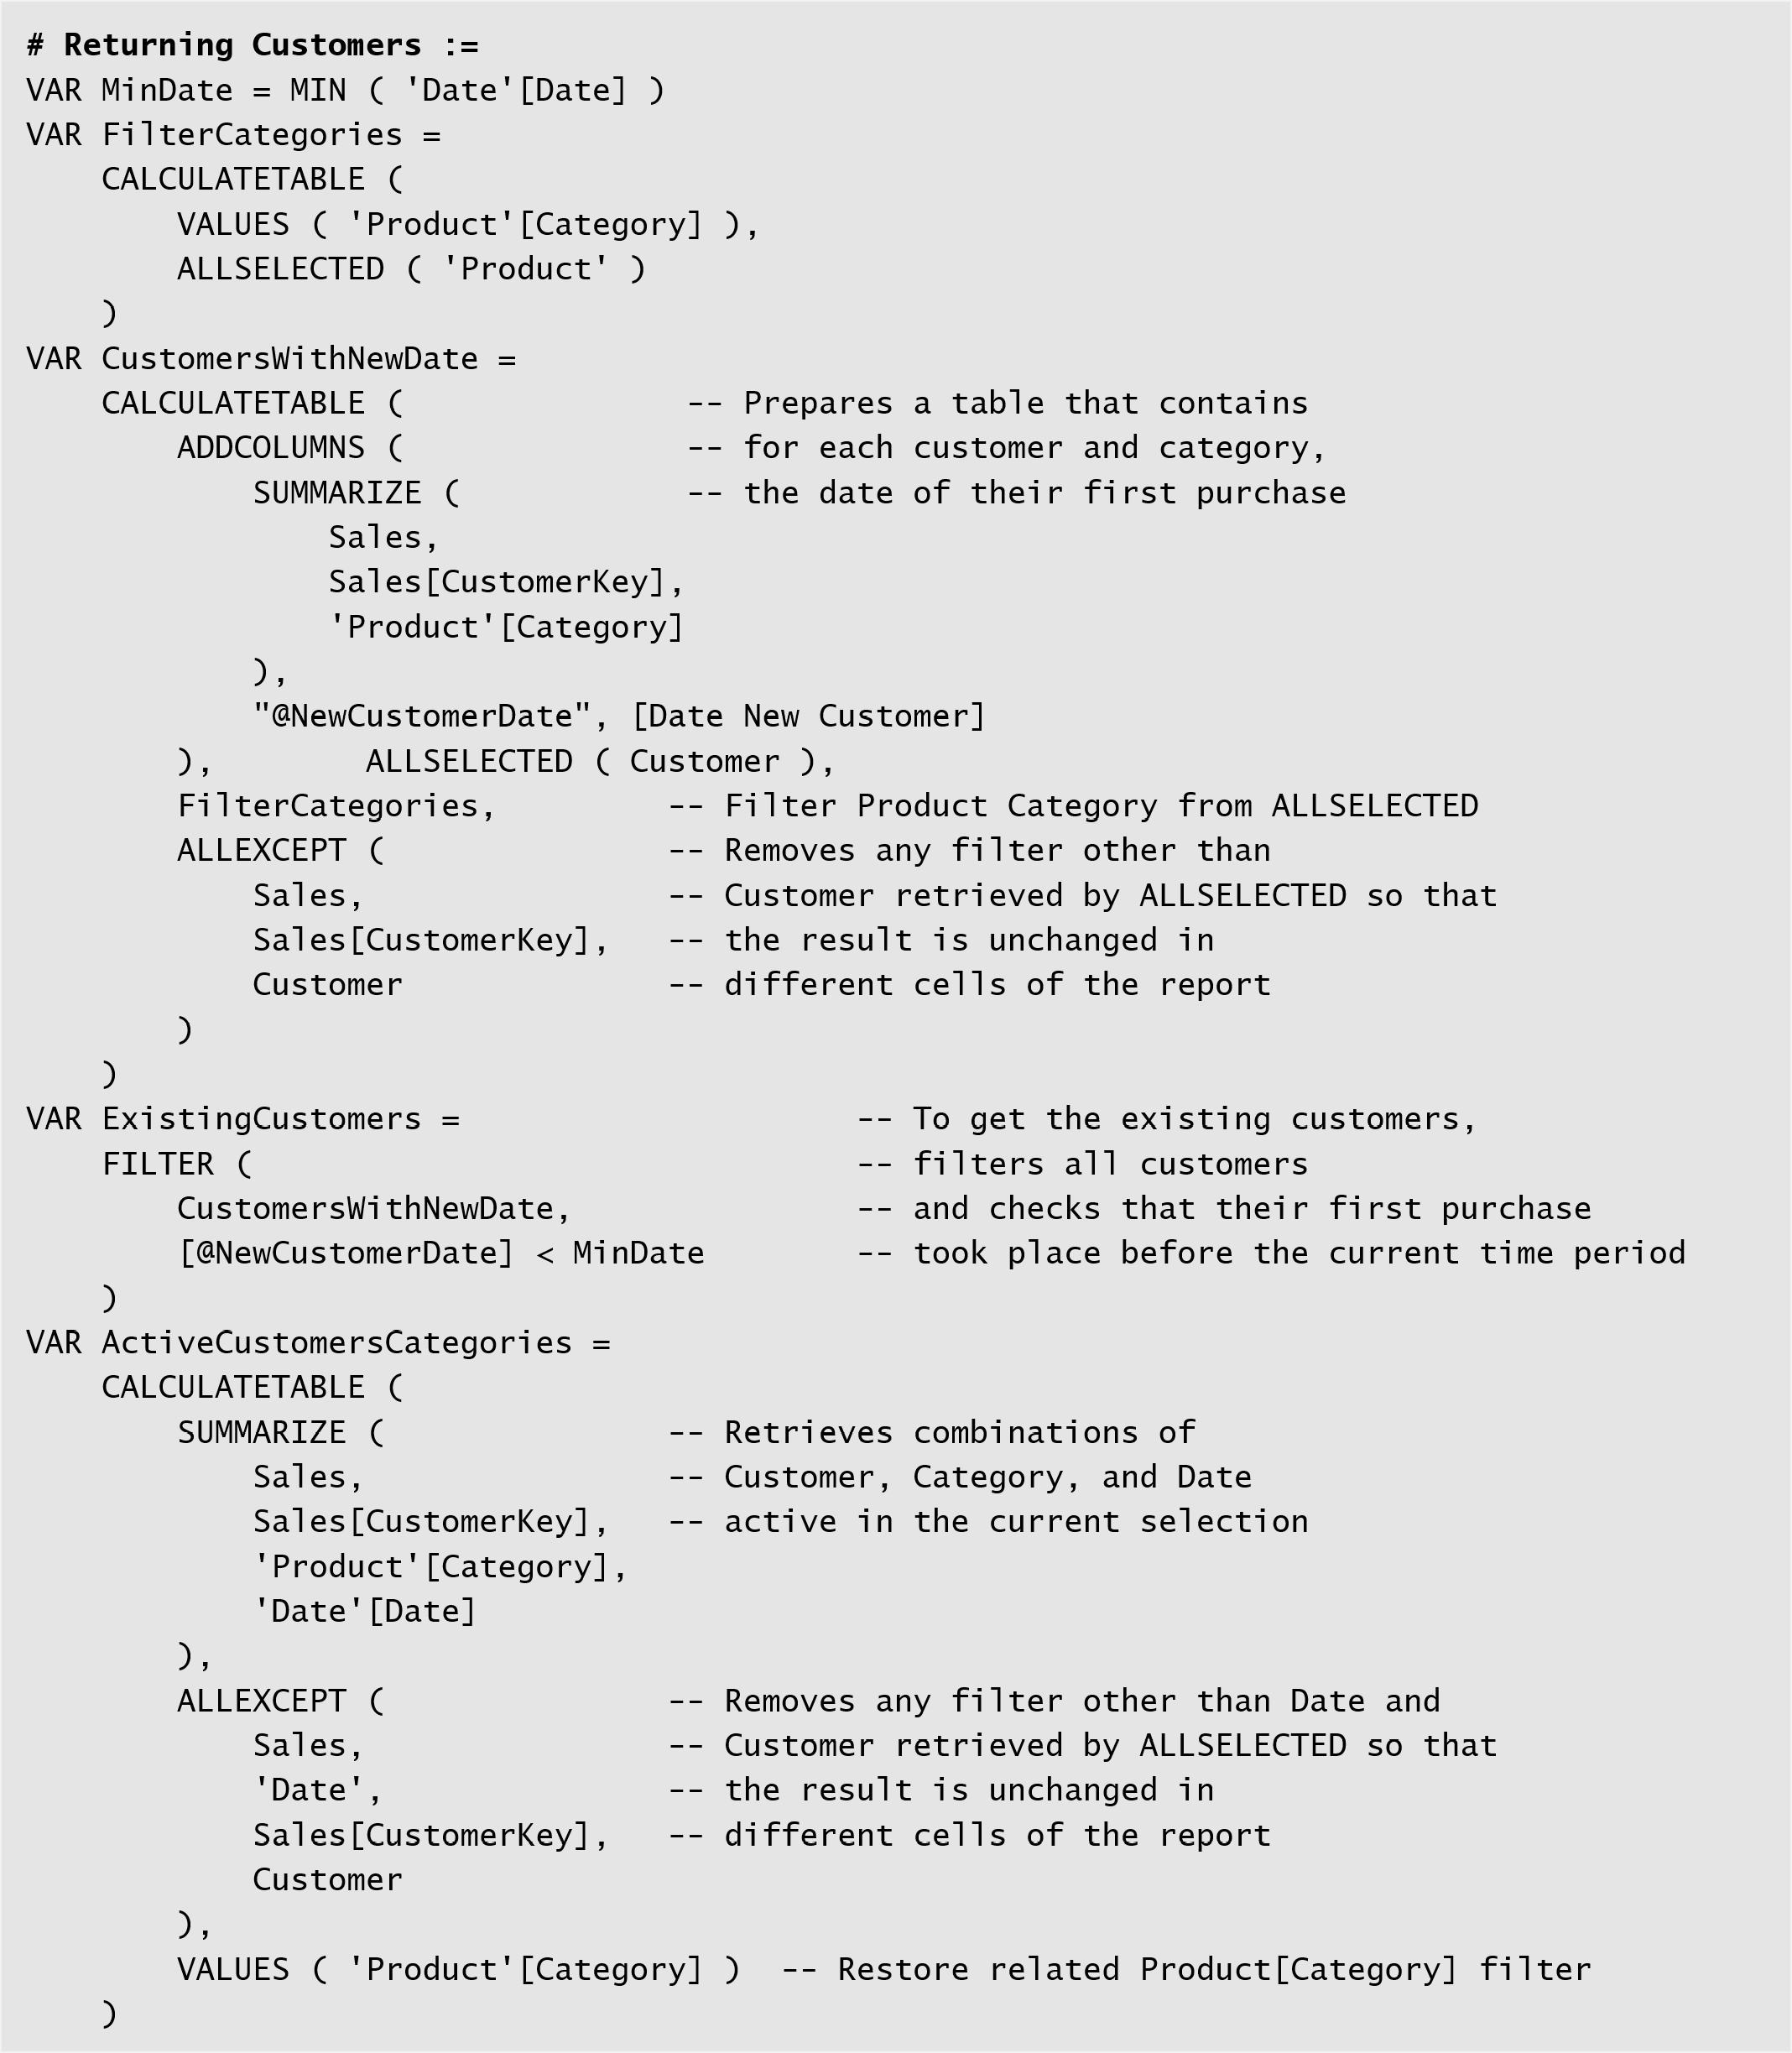 # Returning Customers :=
VAR MinDate = MIN ( 'Date'[Date] )
VAR FilterCategories =
    CALCULATETABLE (
        VALUES ( 'Product'[Category] ),
        ALLSELECTED ( 'Product' )
    )
VAR CustomersWithNewDate =
    CALCULATETABLE (               -- Prepares a table that contains
        ADDCOLUMNS (               -- for each customer and category,
            SUMMARIZE (            -- the date of their first purchase
                Sales,
                Sales[CustomerKey],
                'Product'[Category]
            ),
            "@NewCustomerDate", [Date New Customer]
        ),        ALLSELECTED ( Customer ),
        FilterCategories,         -- Filter Product Category from ALLSELECTED
        ALLEXCEPT (               -- Removes any filter other than
            Sales,                -- Customer retrieved by ALLSELECTED so that
            Sales[CustomerKey],   -- the result is unchanged in
            Customer              -- different cells of the report
        )
    )
VAR ExistingCustomers =                     -- To get the existing customers,
    FILTER (                                -- filters all customers
        CustomersWithNewDate,               -- and checks that their first purchase
        [@NewCustomerDate] < MinDate        -- took place before the current time period
    )
VAR ActiveCustomersCategories =
    CALCULATETABLE (
        SUMMARIZE (               -- Retrieves combinations of
            Sales,                -- Customer, Category, and Date
            Sales[CustomerKey],   -- active in the current selection
            'Product'[Category],
            'Date'[Date]
        ),
        ALLEXCEPT (               -- Removes any filter other than Date and
            Sales,                -- Customer retrieved by ALLSELECTED so that
            'Date',               -- the result is unchanged in
            Sales[CustomerKey],   -- different cells of the report
            Customer
        ),
        VALUES ( 'Product'[Category] )  -- Restore related Product[Category] filter
    )